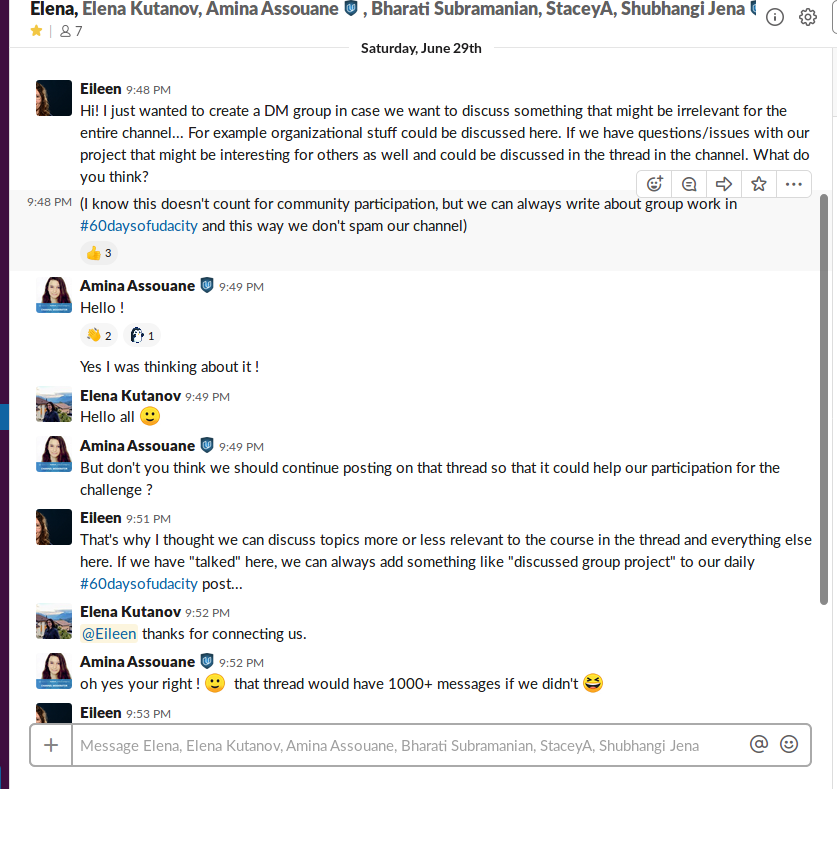 Elena, Elena Kutanov, Amina Assouane , Bharati Subramanian, StaceyA, Shubhangi Jena
7
Saturday, June 29th
Eileen 9:48 PM
Hi! I just wanted to create a DM group in case we want to discuss something that might be irrelevant for the
entire channel... For example organizational stuff could be discussed here. If we have questions/issues with our
project that might be interesting for others as well and could be discussed in the thread in the channel. What do
you think?
9:48 PM (I know this doesn't count for community participation, but we can always write about group work in
#60daysofudacity and this way we don't spam our channel)
3
Amina Assouane 9:49 PM
Hello !
2 1
Yes I was thinking about it !
Elena Kutanov 9:49 PM
Hello all
Amina Assouane 9:49 PM
But don't you think we should continue posting on that thread so that it could help our participation for the
challenge ?
Eileen 9:51 PM
That's why I thought we can discuss topics more or less relevant to the course in the thread and everything else
here. If we have "talked" here, we can always add something like "discussed group project" to our daily
#60daysofudacity post...
Elena Kutanov 9:52 PM
@Eileen thanks for connecting us.
Amina Assouane 9:52 PM
oh yes your right ! that thread would have 1000+ messages if we didn't
Eileen 9:53 PM
Message Elena, Elena Kutanov, Amina Assouane, Bharati Subramanian, StaceyA, Shubhangi Jena